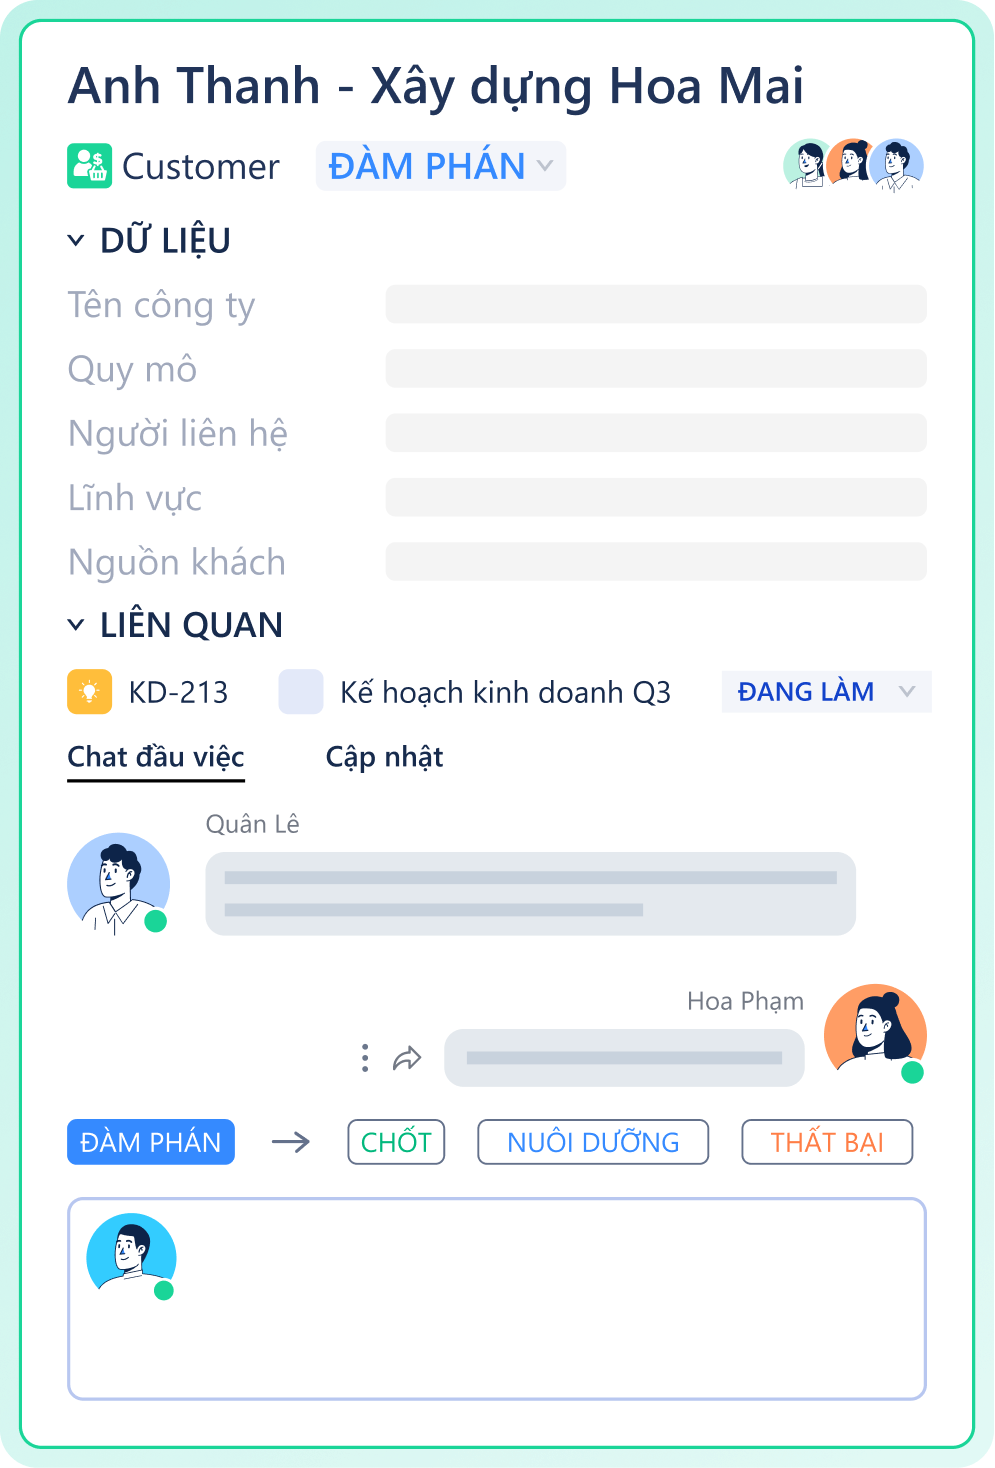 Anh Thanh - Xây dựng Hoa Mai
Customer ĐÀM PHÁN
DỮ LIỆU
Tên công ty
Quy mô
Người liên hệ
Lĩnh vực
Nguồn khách
LIÊN QUAN
KD-213 Kế hoạch kinh doanh Q3 ĐANG LÀM
Chat đầu việc Cập nhật
Quân Lê
Hoa Phạm
ĐÀM PHÁN → CHỐT NUÔI DƯỠNG THẤT BẠI